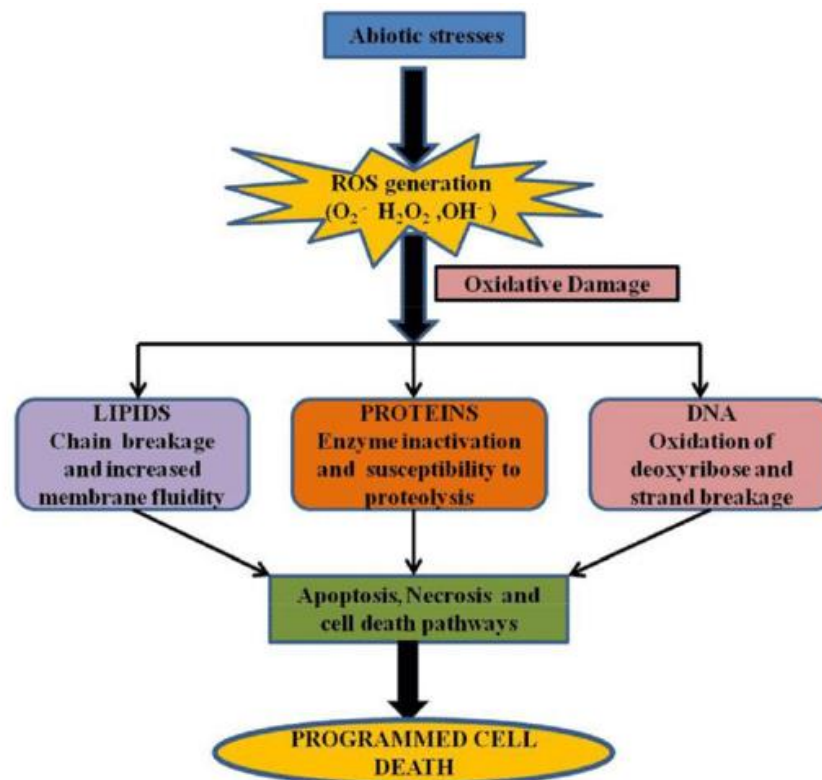 Abiotic stresses
ROS generation
(O₂·⁻ H₂O₂ ,OH· )
Oxidative Damage
LIPIDS
Chain breakage
and increased
membrane fluidity
PROTEINS
Enzyme inactivation
and susceptibility to
proteolysis
DNA
Oxidation of
deoxyribose and
strand breakage
Apoptosis, Necrosis and
cell death pathways
PROGRAMMED CELL
DEATH